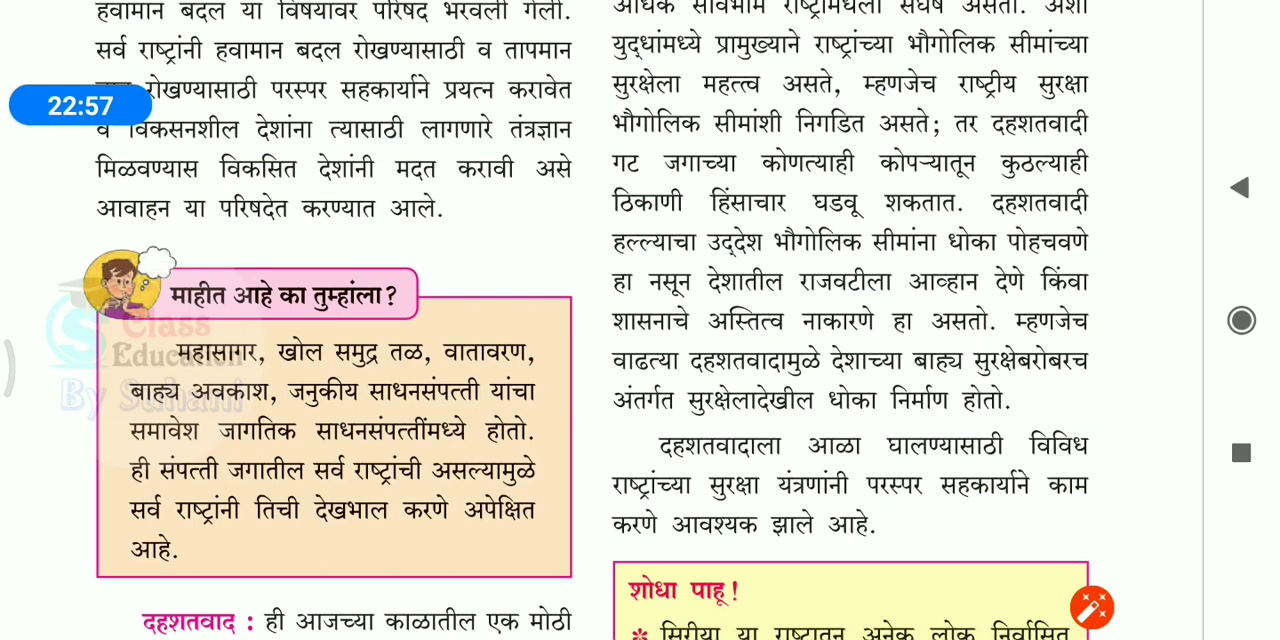 हवामान बदल या विषयावर परिषद भरवली गेली.
सर्व राष्ट्रांनी हवामान बदल रोखण्यासाठी व तापमान
रोखण्यासाठी परस्पर सहकार्याने प्रयत्न करावेत
22:57
व विकसनशील देशांना त्यासाठी लागणारे तंत्रज्ञान
मिळवण्यास विकसित देशांनी मदत करावी असे
आवाहन या परिषदेत करण्यात आले.
माहीत आहे का तुम्हांला?
महासागर, खोल समुद्र तळ, वातावरण,
बाह्य अवकाश, जनुकीय साधनसंपत्ती यांचा
समावेश जागतिक साधनसंपत्तींमध्ये होतो.
ही संपत्ती जगातील सर्व राष्ट्रांची असल्यामुळे
सर्व राष्ट्रांनी तिची देखभाल करणे अपेक्षित
आहे.
S Class
Education
By
दहशतवाद : ही आजच्या काळातील एक मोठी
अधिक सार्वभौम राष्ट्रांमधला संघर्ष असतो. अशा
युद्धांमध्ये प्रामुख्याने राष्ट्रांच्या भौगोलिक सीमांच्या
सुरक्षेला महत्त्व असते, म्हणजेच राष्ट्रीय सुरक्षा
भौगोलिक सीमांशी निगडित असते; तर दहशतवादी
गट जगाच्या कोणत्याही कोपऱ्यातून कुठल्याही
ठिकाणी हिंसाचार घडवू शकतात. दहशतवादी
हल्ल्याचा उद्‌देश भौगोलिक सीमांना धोका पोहचवणे
हा नसून देशातील राजवटीला आव्हान देणे किंवा
शासनाचे अस्तित्व नाकारणे हा असतो. म्हणजेच
वाढत्या दहशतवादामुळे देशाच्या बाह्य सुरक्षेबरोबरच
अंतर्गत सुरक्षेलादेखील धोका निर्माण होतो.
दहशतवादाला आळा घालण्यासाठी विविध
राष्ट्रांच्या सुरक्षा यंत्रणांनी परस्पर सहकार्याने काम
करणे आवश्यक झाले आहे.
शोधा पाहू!
* सिरीया या राष्ट्रातून अनेक लोक निर्वासित